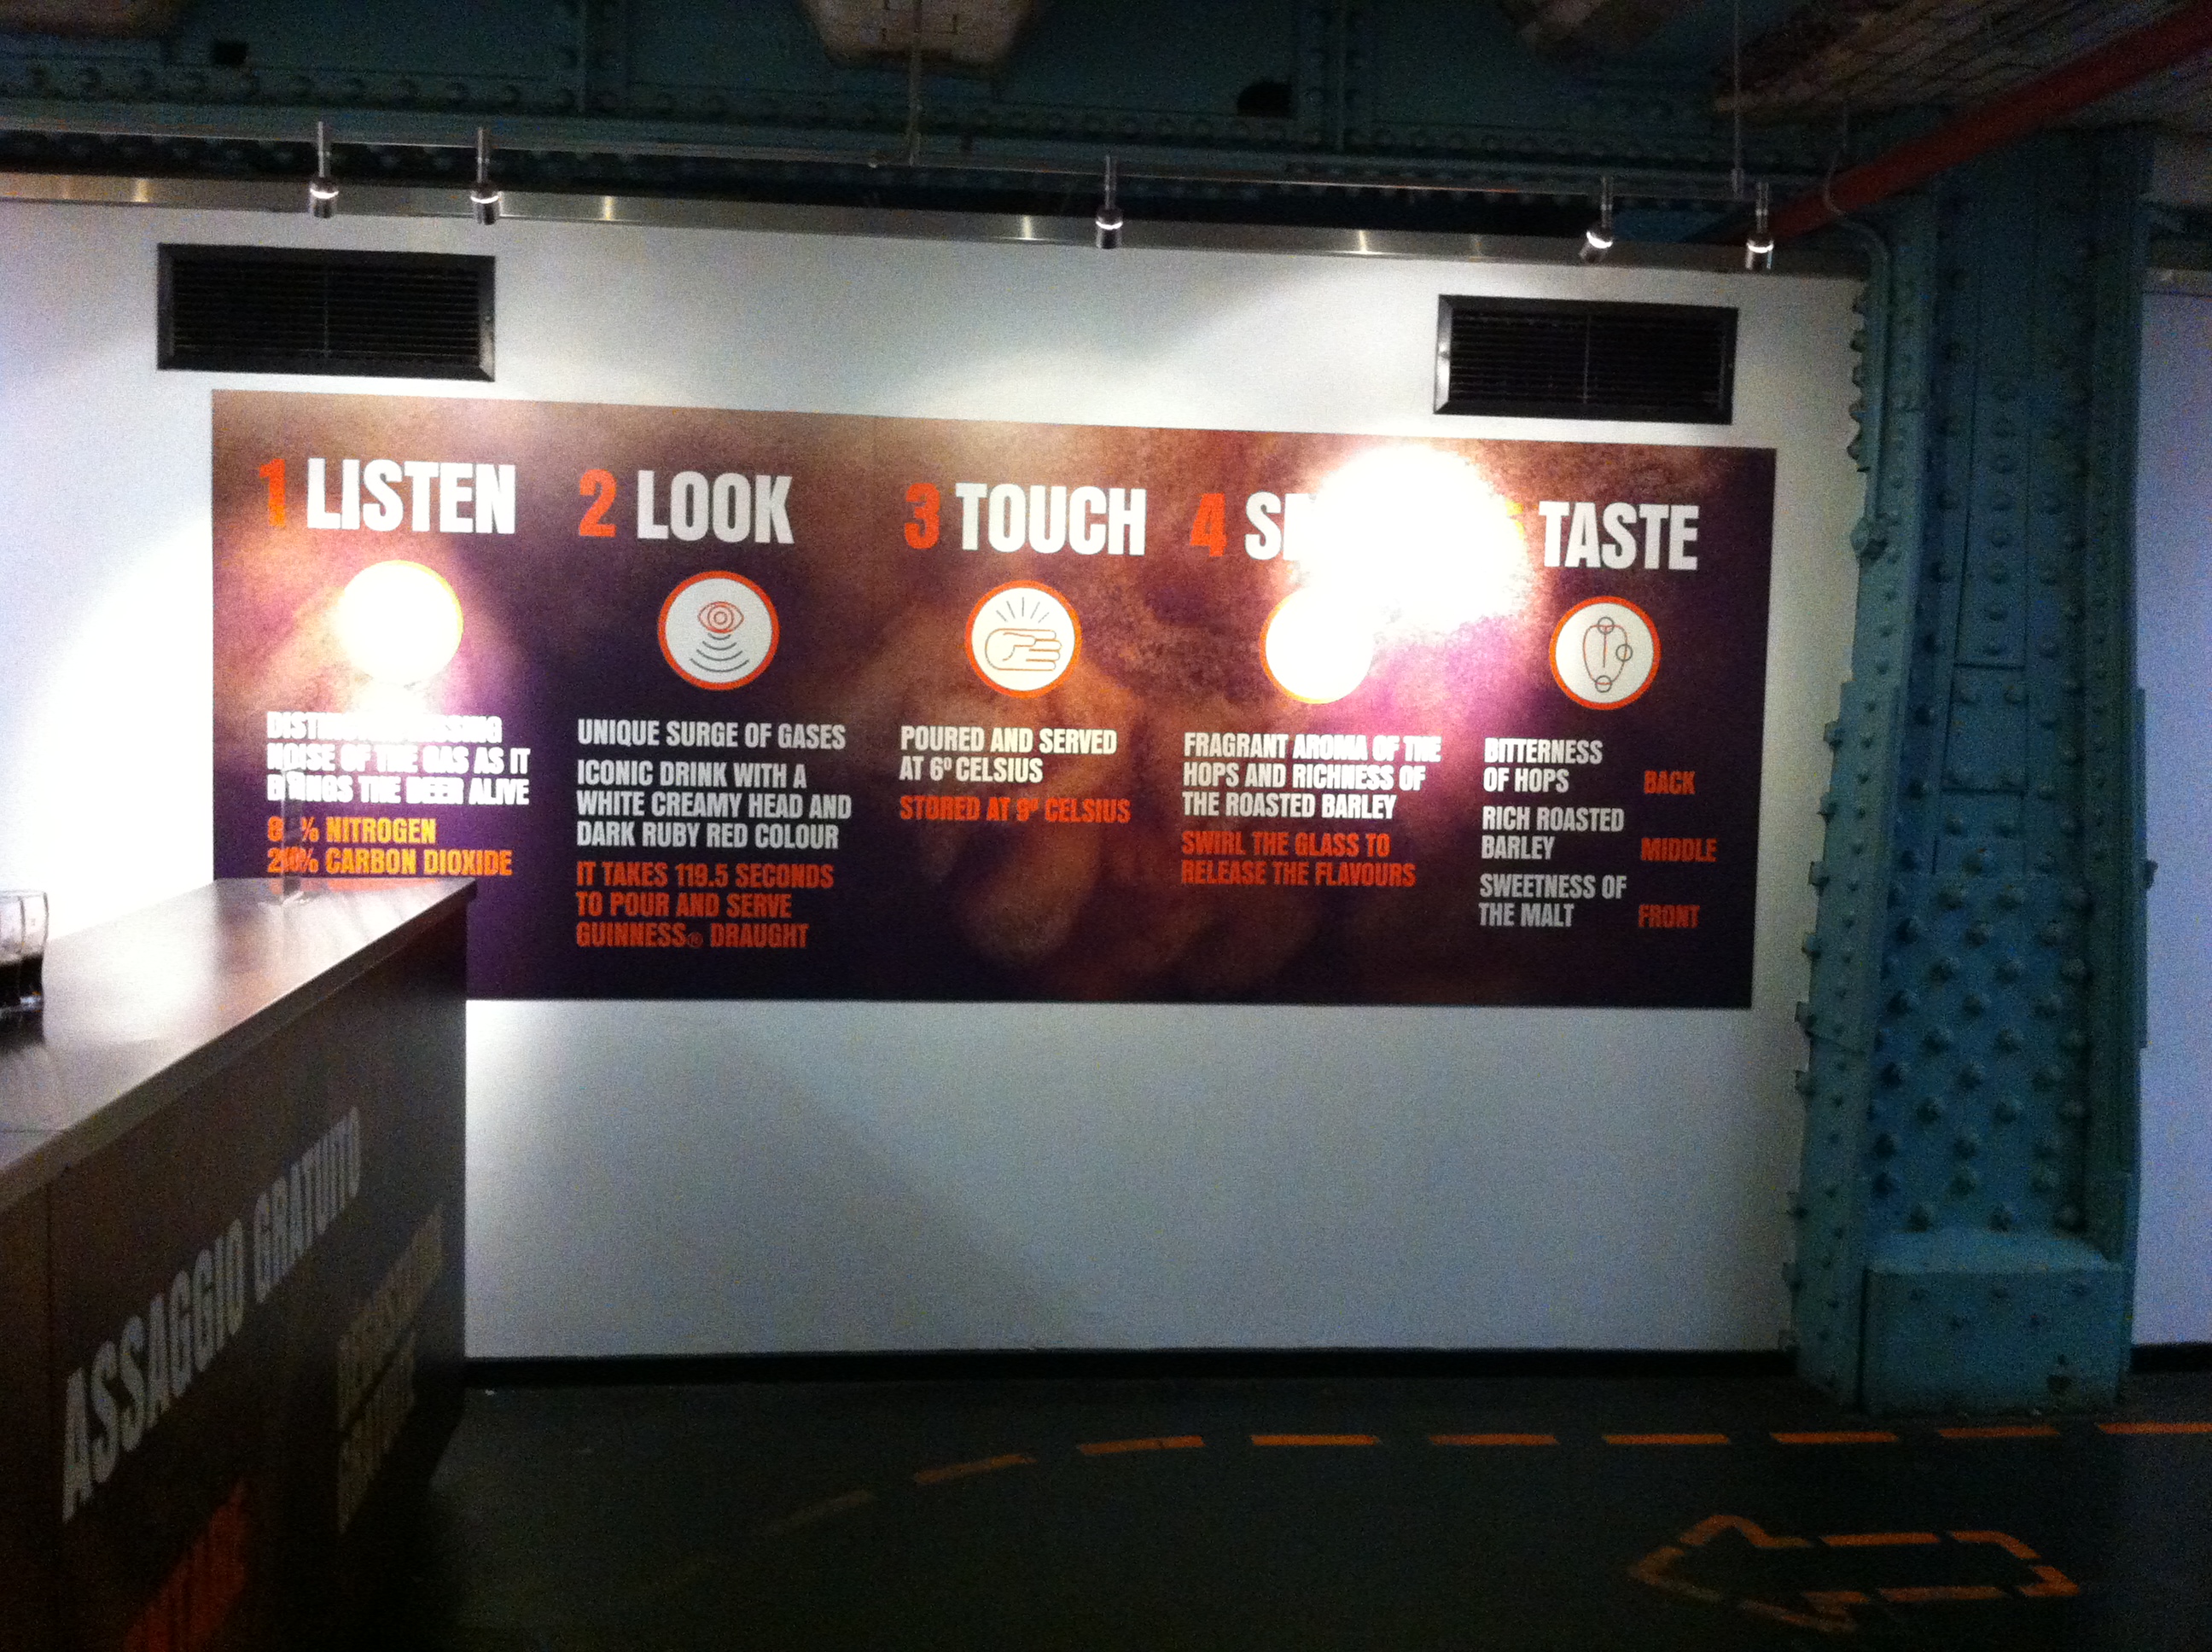 1 LISTEN
NOISE OF THE GAS AS IT
BRINGS THE BEER ALIVE
% NITROGEN
% CARBON DIOXIDE
2 LOOK
UNIQUE SURGE OF GASES
ICONIC DRINK WITH A
WHITE CREAMY HEAD AND
DARK RUBY RED COLOUR
IT TAKES 119.5 SECONDS
TO POUR AND SERVE
GUINNESS® DRAUGHT
3 TOUCH
POURED AND SERVED
AT 6º CELSIUS
STORED AT 9º CELSIUS
4
FRAGRANT AROMA OF THE
HOPS AND RICHNESS OF
THE ROASTED BARLEY
SWIRL THE GLASS TO
RELEASE THE FLAVOURS
TASTE
BITTERNESS
OF HOPS BACK
RICH ROASTED
BARLEY MIDDLE
SWEETNESS OF
THE MALT FRONT
ASSAGGIO GRATUITO